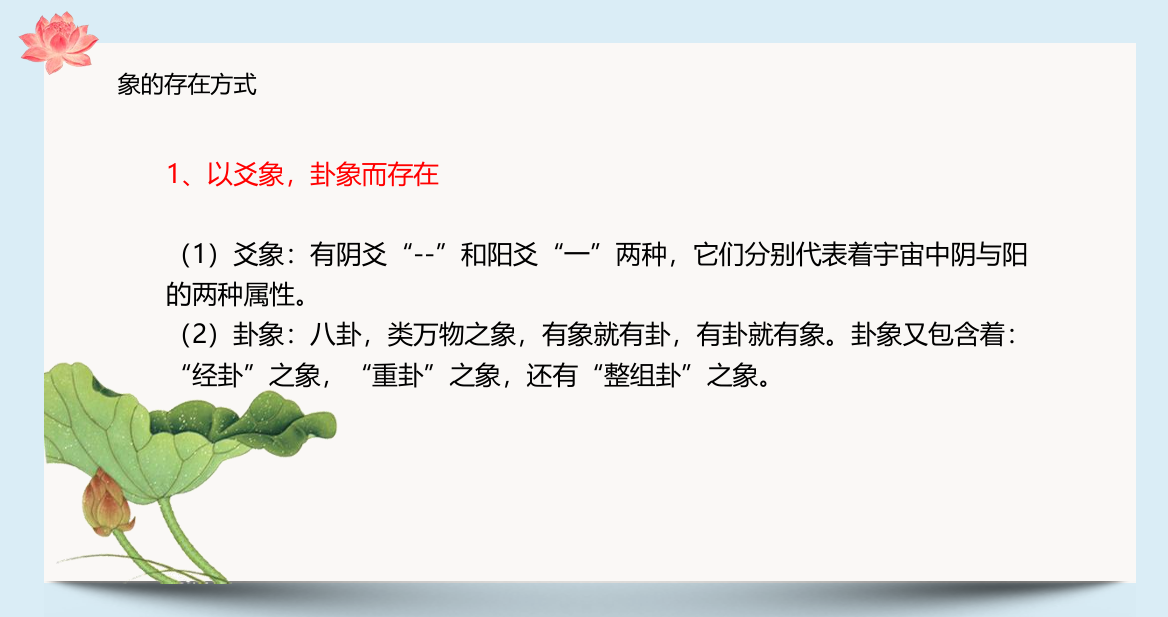 象的存在方式
1、以爻象，卦象而存在
（1）爻象：有阴爻“--”和阳爻“一”两种，它们分别代表着宇宙中阴与阳
的两种属性。
（2）卦象：八卦，类万物之象，有象就有卦，有卦就有象。卦象又包含着：
“经卦”之象，“重卦”之象，还有“整组卦”之象。